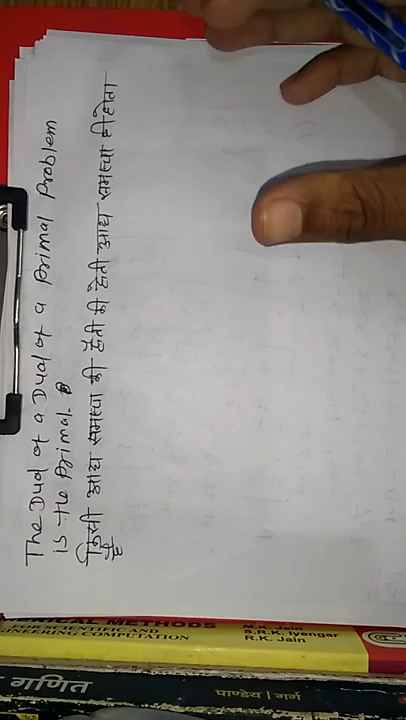 The Dual of a Dual of a Primal Problem
is the Primal.
किसी आद्य समस्या की द्वैती की द्वैती आद्य समस्या ही होता
है
METHODS
FOR SCIENTIFIC AND
ENGINEERING COMPUTATION
M.K. Jain
S.R.K. Iyengar
R.K. Jain
गणित
पाण्डेय | गर्ग